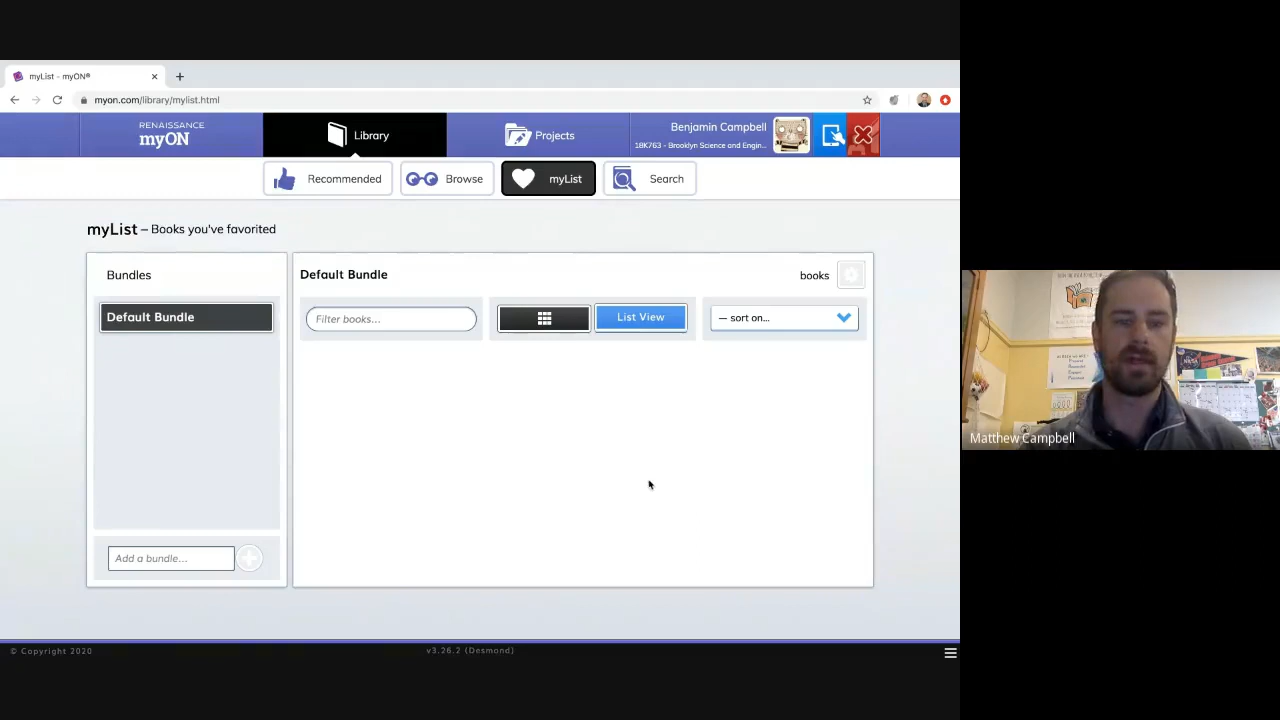 myList - myON®
myon.com/library/mylist.html
RENAISSANCE
myON
Library
Projects
Benjamin Campbell
18K763 - Brooklyn Science and Engin...
Recommended
Browse
myList
Search
myList – Books you've favorited
Bundles
Default Bundle
books
Default Bundle
Filter books...
List View
— sort on...
Add a bundle...
© Copyright 2020
v3.26.2 (Desmond)
Matthew Campbell
NASA